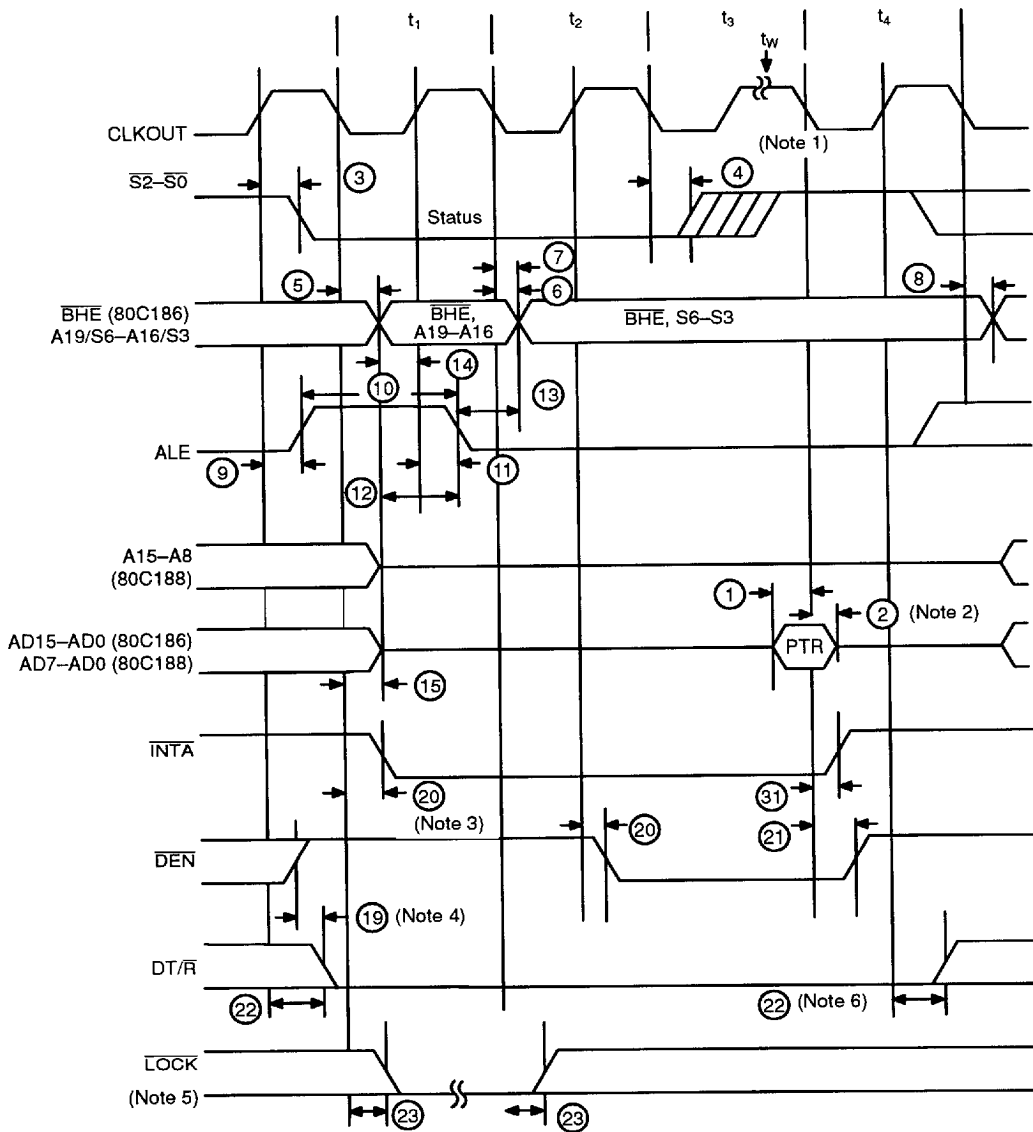 t1 t2 t3 t4
tW
CLKOUT
(Note 1)
S2–S0
3
4
Status
7
5
6
8
BHE (80C186)
A19/S6–A16/S3
BHE,
A19–A16
BHE, S6–S3
14
10
13
ALE
9
11
12
A15–A8
(80C188)
1
2 (Note 2)
AD15–AD0 (80C186)
AD7–AD0 (80C188)
PTR
15
INTA
20
(Note 3)
31
20
21
DEN
19 (Note 4)
DT/R
22
22 (Note 6)
LOCK
(Note 5)
23
23